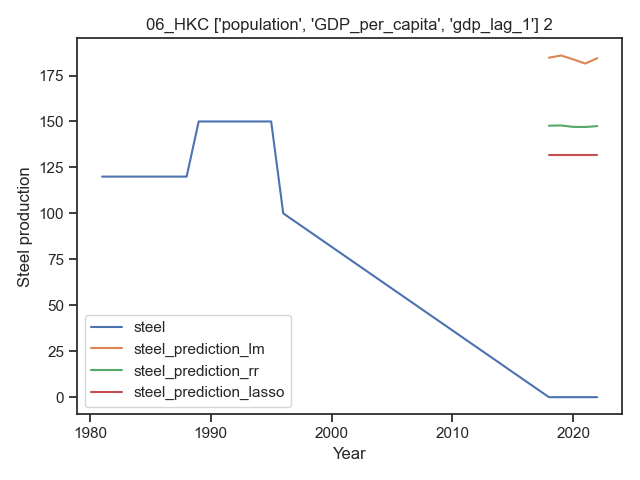 06_HKC ['population', 'GDP_per_capita', 'gdp_lag_1'] 2
Steel production
175
150
125
100
75
50
25
0
steel
steel_prediction_lm
steel_prediction_rr
steel_prediction_lasso
1980
1990
2000
2010
2020
Year